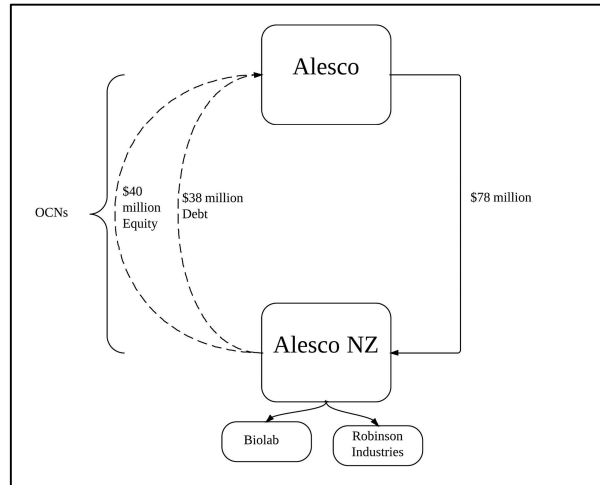 Alesco
OCNs
$40
million
Equity
$38 million
Debt
$78 million
Alesco NZ
Biolab
Robinson
Industries